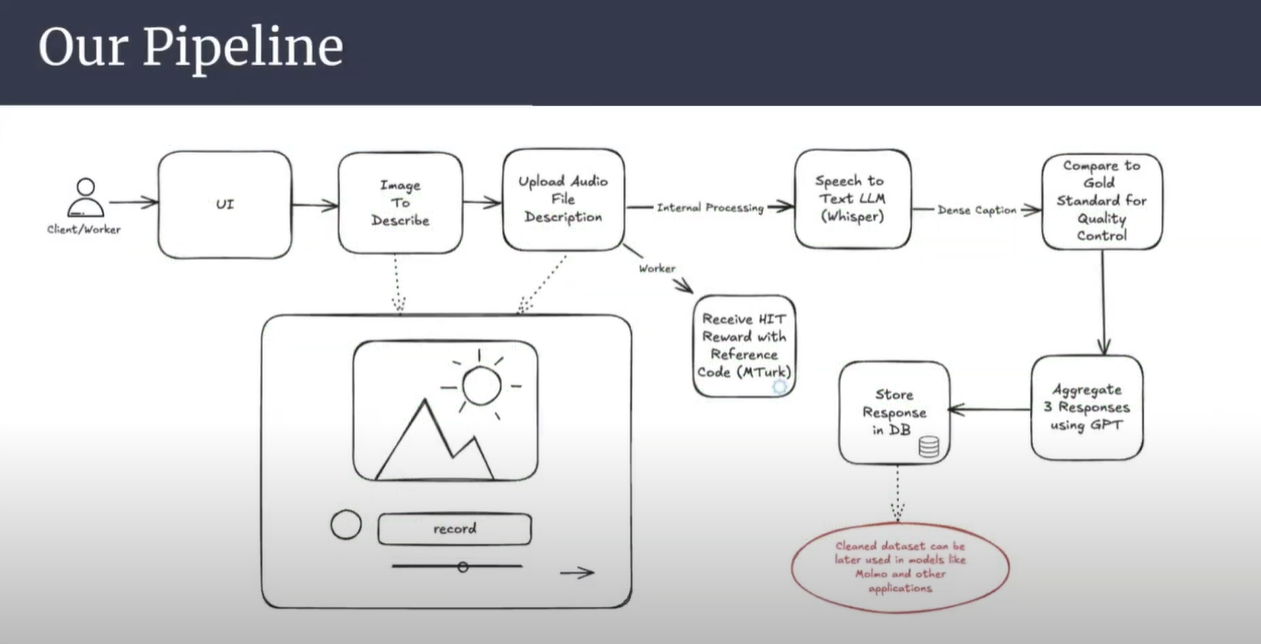 Our Pipeline
Client/Worker
UI
Image
To
Describe
Upload Audio
File
Description
Internal Processing
Speech to
Text LLM
(Whisper)
Dense Caption
Compare to
Gold
Standard for
Quality
Control
Worker
Receive HIT
Reward with
Reference
Code (MTurk)
Aggregate
3 Responses
using GPT
Store
Response
in DB
record
Cleaned dataset can be
later used in models like
Molmo and other
applications